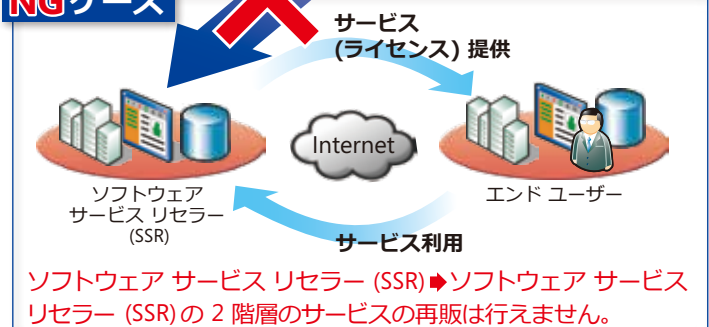 NGケース
サービス
(ライセンス) 提供
Internet
ソフトウェア
サービス リセラー
(SSR)
エンド ユーザー
サービス利用
ソフトウェア サービス リセラー (SSR)➡ソフトウェア サービス
リセラー (SSR)の 2 階層のサービスの再販は行えません。